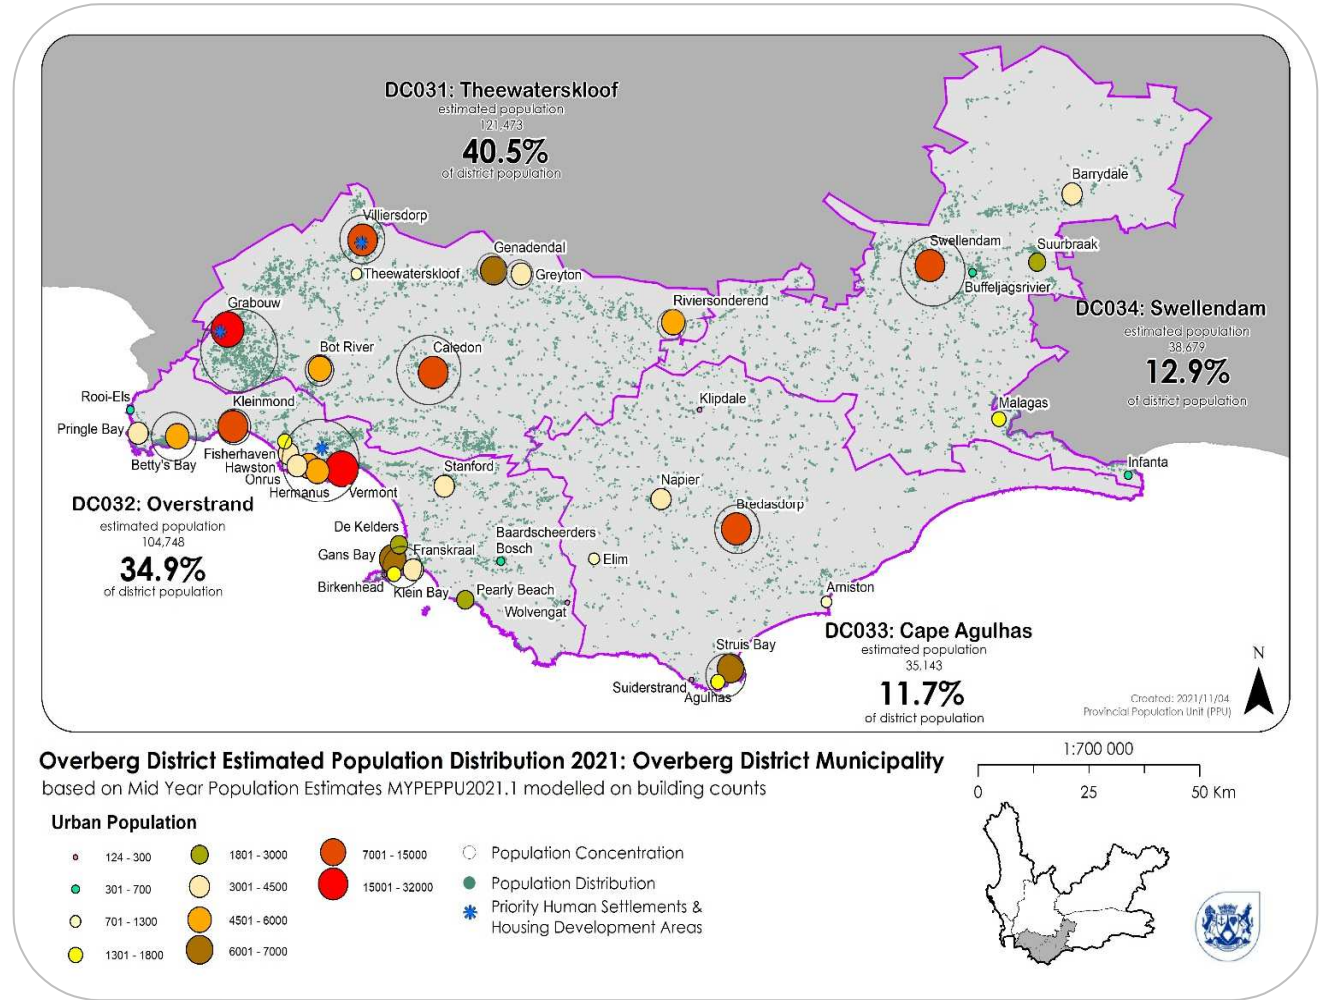 DC031: Theewaterskloof
estimated population
121,473
40.5%
of district population
Barrydale
Villiersdorp
Swellendam
Suurbraak
Genadendal
Theewaterskloof
Greyton
Buffeljagsrivier
Grabouw
Riviersonderend
DC034: Swellendam
estimated population
38,679
12.9%
of district population
Bot River
Caledon
Rooi-Els
Kleinmond
Klipdale
Malagas
Pringle Bay
Betty's Bay
Fisherhaven
Hawston
Onrus
Hermanus
Vermont
Stanford
Napier
Infanta
DC032: Overstrand
estimated population
104,748
34.9%
of district population
Bredasdorp
De Kelders
Baardscheerders
Bosch
Gans Bay
Franskraal
Elim
Birkenhead
Klein Bay
Pearly Beach
Wolvengat
Arniston
DC033: Cape Agulhas
estimated population
35,143
11.7%
of district population
Struis Bay
Suiderstrand
Agulhas
N
Created: 2021/11/04
Provincial Population Unit (PPU)
Overberg District Estimated Population Distribution 2021: Overberg District Municipality
based on Mid Year Population Estimates MYPEPPU2021.1 modelled on building counts
1:700 000
0 25 50 Km
Urban Population
124 - 300
301 - 700
701 - 1300
1301 - 1800
1801 - 3000
3001 - 4500
4501 - 6000
6001 - 7000
7001 - 15000
15001 - 32000
Population Concentration
Population Distribution
Priority Human Settlements &
Housing Development Areas